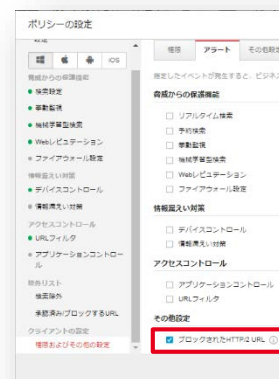 ポリシーの設定
iOS
脅威からの保護機能
検索設定
挙動監視
機械学習型検索
Webレピュテーション
ファイアウォール設定
情報漏えい対策
デバイスコントロール
情報漏えい対策
アクセスコントロール
URLフィルタ
アプリケーションコントロー
ル
除外リスト
検索除外
承認済み/ブロックするURL
クライアントの設定
権限およびその他の設定
権限 アラート その他設
指定したイベントが発生すると、ビジネ
脅威からの保護機能
リアルタイム検索
予約検索
挙動監視
機械学習型検索
Webレピュテーション
ファイアウォール設定
情報漏えい対策
デバイスコントロール
情報漏えい対策
アクセスコントロール
アプリケーションコントロール
URLフィルタ
その他設定
ブロックされたHTTP/2 URL